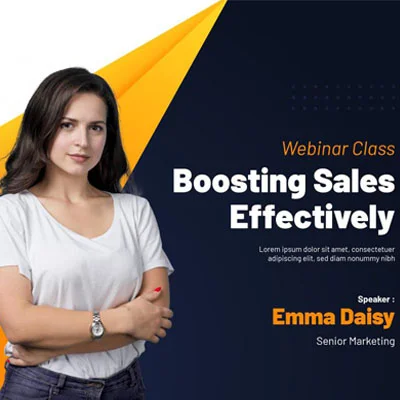 Webinar Class
Boosting Sales
Effectively
Lorem ipsum dolor sit amet, consectetuer
adipiscing elit, sed diam nonummy nibh
Speaker :
Emma Daisy
Senior Marketing